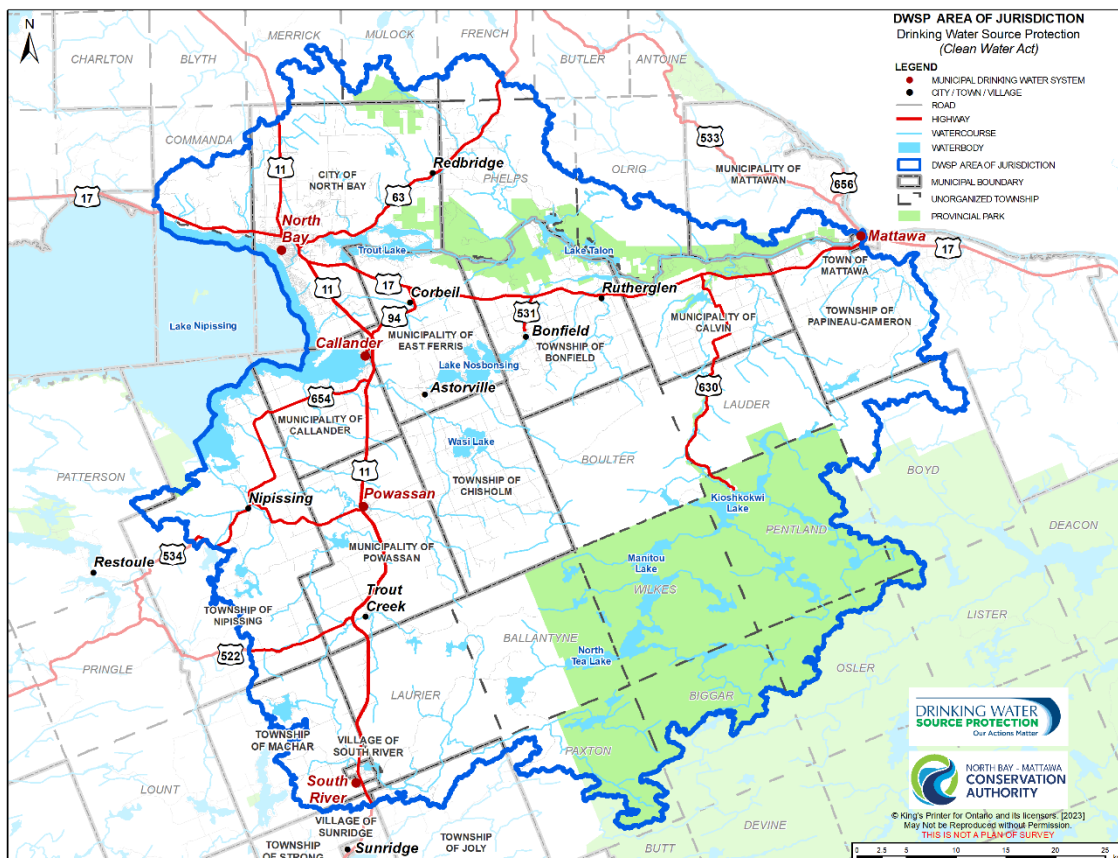 N
DWSP AREA OF JURISDICTION
Drinking Water Source Protection
(Clean Water Act)
LEGEND
MUNICIPAL DRINKING WATER SYSTEM
CITY / TOWN / VILLAGE
ROAD
HIGHWAY
WATERCOURSE
WATERBODY
DWSP AREA OF JURISDICTION
MUNICIPAL BOUNDARY
UNORGANIZED TOWNSHIP
PROVINCIAL PARK
CHARLTON
BLYTH
MERRICK
MULOCK
FRENCH
BUTLER
ANTOINE
COMMANDA
11
CITY OF
NORTH BAY
Redbridge
PHELPS
OLRIG
533
MUNICIPALITY OF
MATTAWAN
656
17
63
North
Bay
Trout Lake
Lake Talon
Mattawa
17
TOWN OF
MATTAWA
11
17
Corbeil
Rutherglen
94
531
Bonfield
Lake Nipissing
MUNICIPALITY OF
EAST FERRIS
TOWNSHIP OF
BONFIELD
MUNICIPALITY OF
CALVIN
TOWNSHIP OF
PAPINEAU-CAMERON
Callander
Lake Nosbonsing
Astorville
630
654
MUNICIPALITY OF
CALLANDER
LAUDER
Wasi Lake
BOULTER
PATTERSON
11
TOWNSHIP OF
CHISHOLM
BOYD
Nipissing
Powassan
Kioshkokwi
Lake
PENTLAND
DEACON
534
MUNICIPALITY OF
POWASSAN
Restoule
Manitou
Lake
WILKES
TOWNSHIP OF
NIPISSING
Trout
Creek
LISTER
522
BALLANTYNE
North
Tea Lake
PRINGLE
OSLER
LAURIER
BIGGAR
TOWNSHIP
OF MACHAR
VILLAGE OF
SOUTH RIVER
PAXTON
South
River
LOUNT
VILLAGE OF
SUNRIDGE
TOWNSHIP
OF STRONG
Sunridge
TOWNSHIP
OF JOLY
BUTT
DEVINE
DRINKING WATER
SOURCE PROTECTION
Our Actions Matter
NORTH BAY - MATTAWA
CONSERVATION
AUTHORITY
© King's Printer for Ontario and its licensers. [2023]
May Not be Reproduced without Permission.
THIS IS NOT A PLAN OF SURVEY
0 2.5 5 10 15 20 25